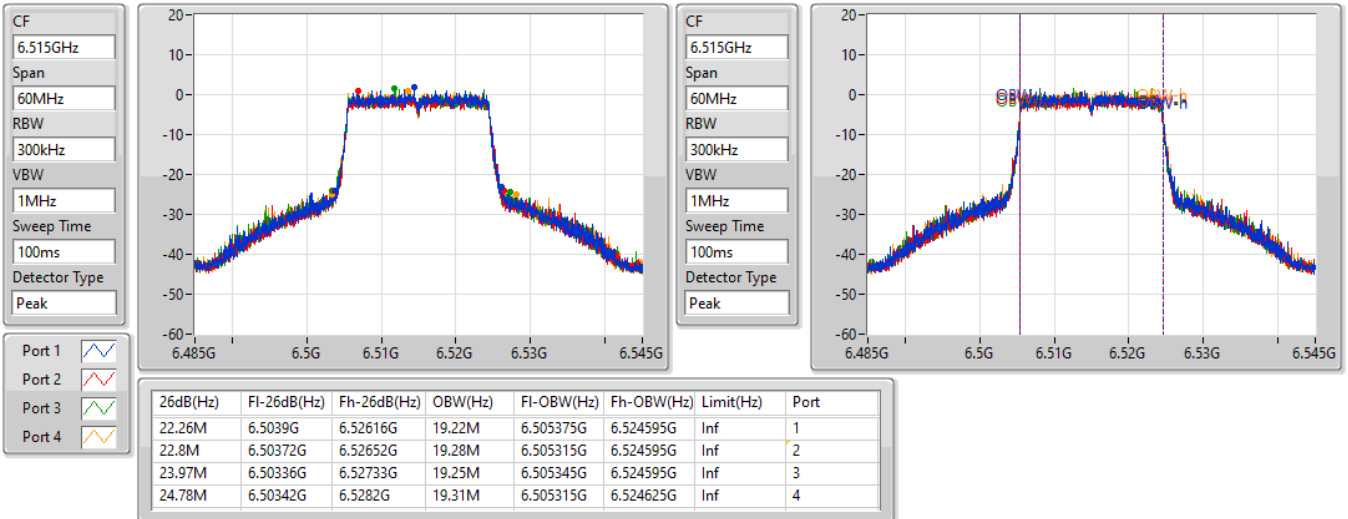 CF
6.515GHz
Span
60MHz
RBW
300kHz
VBW
1MHz
Sweep Time
100ms
Detector Type
Peak
20
10
0
-10
-20
-30
-40
-50
-60
6.485G 6.5G 6.51G 6.52G 6.53G 6.545G
CF
6.515GHz
Span
60MHz
RBW
300kHz
VBW
1MHz
Sweep Time
100ms
Detector Type
Peak
20
10
0
-10
-20
-30
-40
-50
-60
6.485G 6.5G 6.51G 6.52G 6.53G 6.545G
Port 1
Port 2
Port 3
Port 4
26dB(Hz) Fl-26dB(Hz) Fh-26dB(Hz) OBW(Hz) Fl-OBW(Hz) Fh-OBW(Hz) Limit(Hz) Port
22.26M 6.5039G 6.52616G 19.22M 6.505375G 6.524595G Inf 1
22.8M 6.50372G 6.52652G 19.28M 6.505315G 6.524595G Inf 2
23.97M 6.50336G 6.52733G 19.25M 6.505345G 6.524595G Inf 3
24.78M 6.50342G 6.5282G 19.31M 6.505315G 6.524625G Inf 4